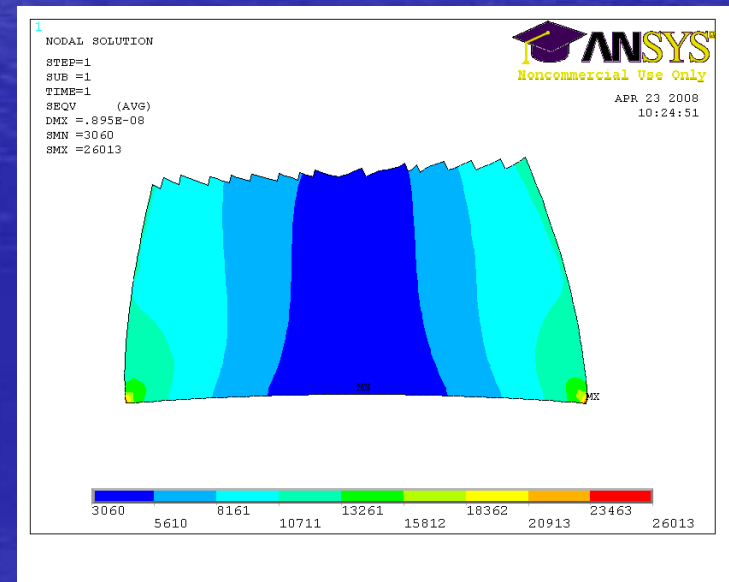 1
NODAL SOLUTION
STEP=1
SUB =1
TIME=1
SEQV (AVG)
DMX =.895E-08
SMN =3060
SMX =26013
ANSYS
Noncommercial Use Only
APR 23 2008
10:24:51
MX
3060 8161 13261 18362 23463
5610 10711 15812 20913 26013